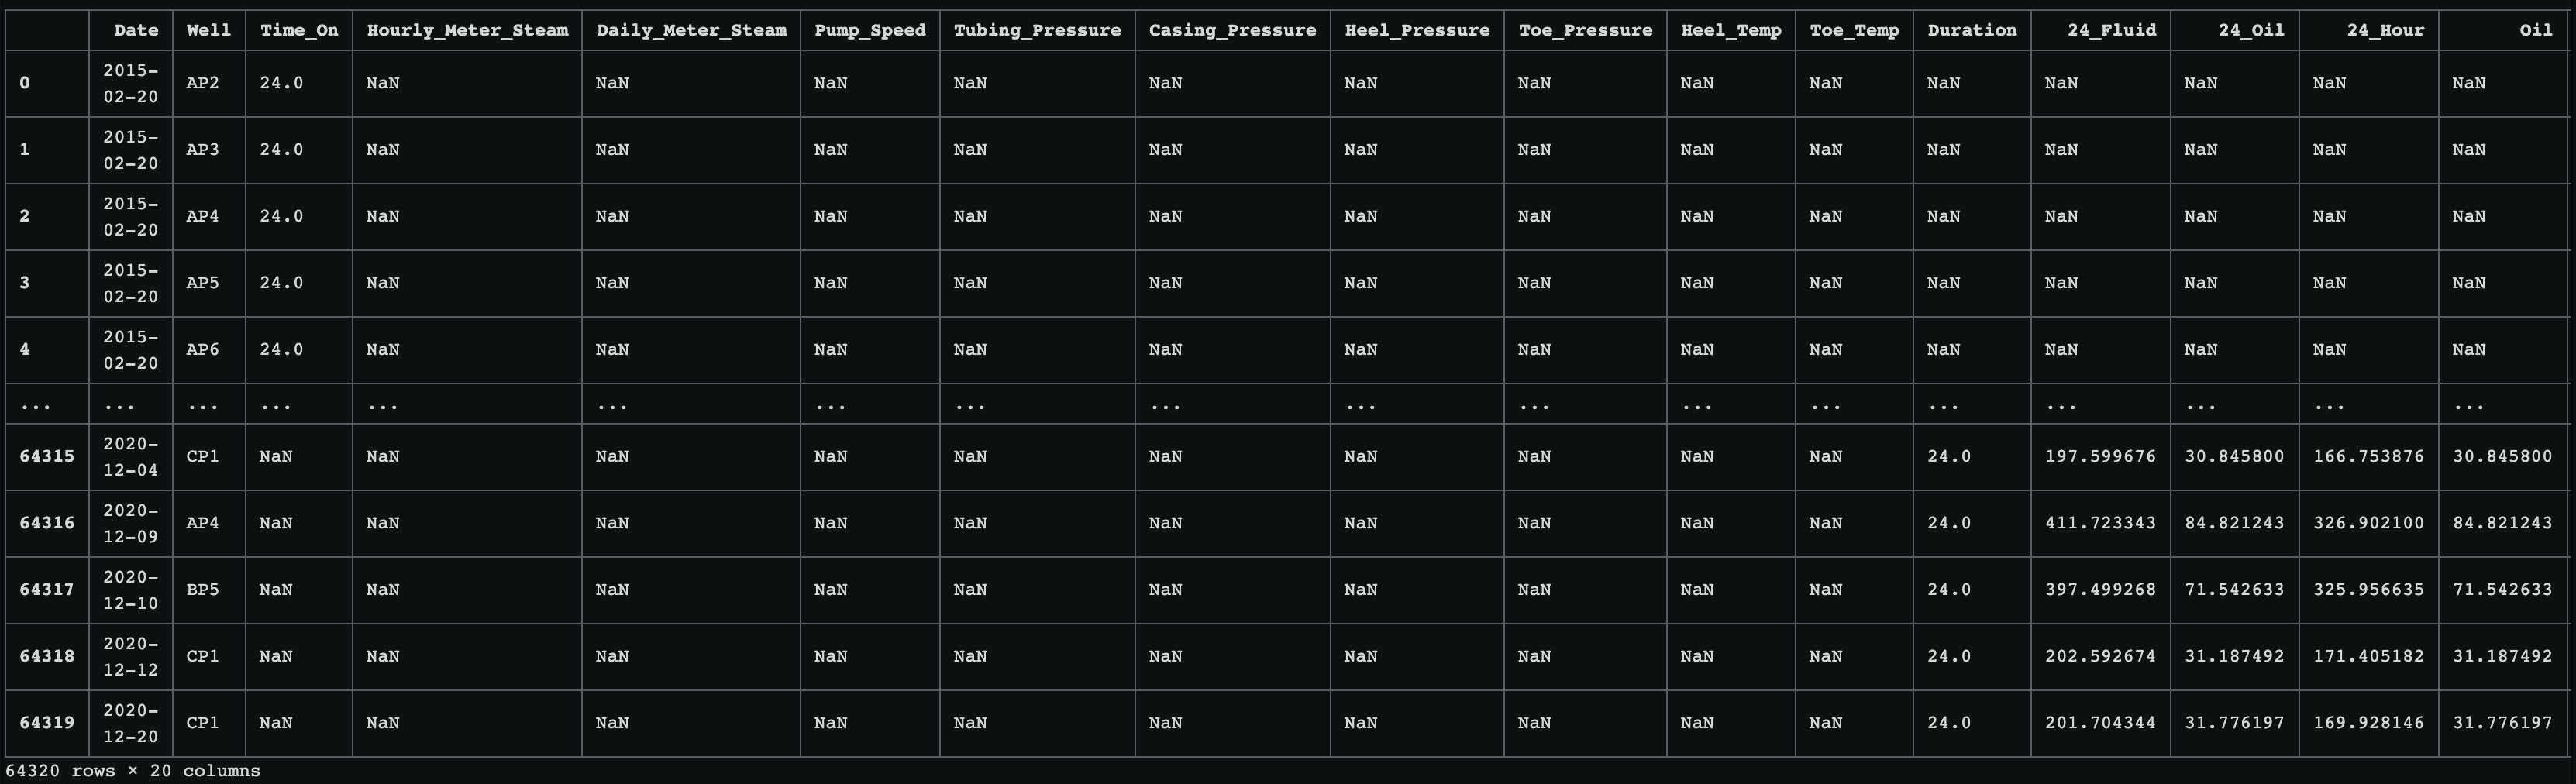 Date Well Time_On Hourly_Meter_Steam Daily_Meter_Steam Pump_Speed Tubing_Pressure Casing_Pressure Heel_Pressure Toe_Pressure Heel_Temp Toe_Temp Duration 24_Fluid 24_Oil 24_Hour Oil
0 2015-02-20 AP2 24.0 NaN NaN NaN NaN NaN NaN NaN NaN NaN NaN NaN NaN NaN NaN
1 2015-02-20 AP3 24.0 NaN NaN NaN NaN NaN NaN NaN NaN NaN NaN NaN NaN NaN NaN
2 2015-02-20 AP4 24.0 NaN NaN NaN NaN NaN NaN NaN NaN NaN NaN NaN NaN NaN NaN
3 2015-02-20 AP5 24.0 NaN NaN NaN NaN NaN NaN NaN NaN NaN NaN NaN NaN NaN NaN
4 2015-02-20 AP6 24.0 NaN NaN NaN NaN NaN NaN NaN NaN NaN NaN NaN NaN NaN NaN
... ... ... ... ... ... ... ... ... ... ... ... ... ... ... ... ... ...
64315 2020-12-04 CP1 NaN NaN NaN NaN NaN NaN NaN NaN NaN NaN 24.0 197.599676 30.845800 166.753876 30.845800
64316 2020-12-09 AP4 NaN NaN NaN NaN NaN NaN NaN NaN NaN NaN 24.0 411.723343 84.821243 326.902100 84.821243
64317 2020-12-10 BP5 NaN NaN NaN NaN NaN NaN NaN NaN NaN NaN 24.0 397.499268 71.542633 325.956635 71.542633
64318 2020-12-12 CP1 NaN NaN NaN NaN NaN NaN NaN NaN NaN NaN 24.0 202.592674 31.187492 171.405182 31.187492
64319 2020-12-20 CP1 NaN NaN NaN NaN NaN NaN NaN NaN NaN NaN 24.0 201.704344 31.776197 169.928146 31.776197
64320 rows × 20 columns